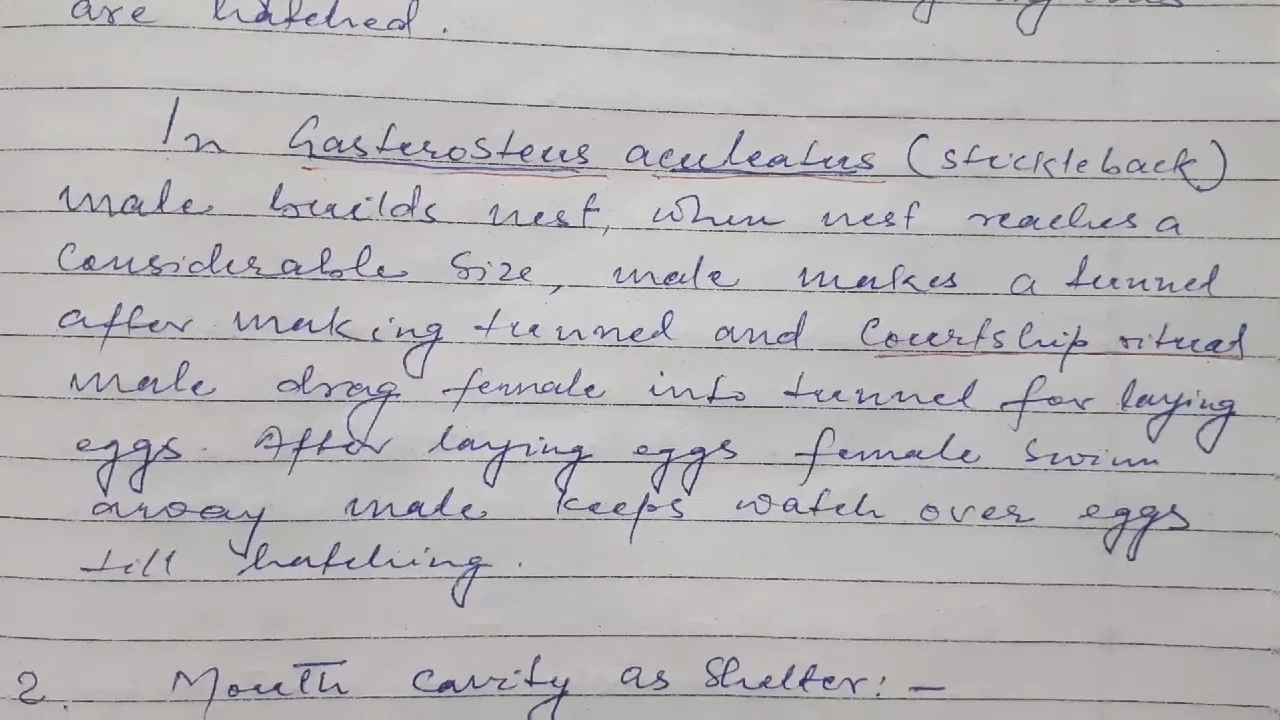 are hatched.
In Gasterosteus aculeatus (stickleback)
male builds nest, when nest reaches a
Considerable Size, male makes a tunnel
after making tunnel and Courtship ritual
male drag female into tunnel for laying
eggs. After laying eggs female swim
away male keeps watch over eggs
till hatching.
2. Mouth cavity as Shelter: -